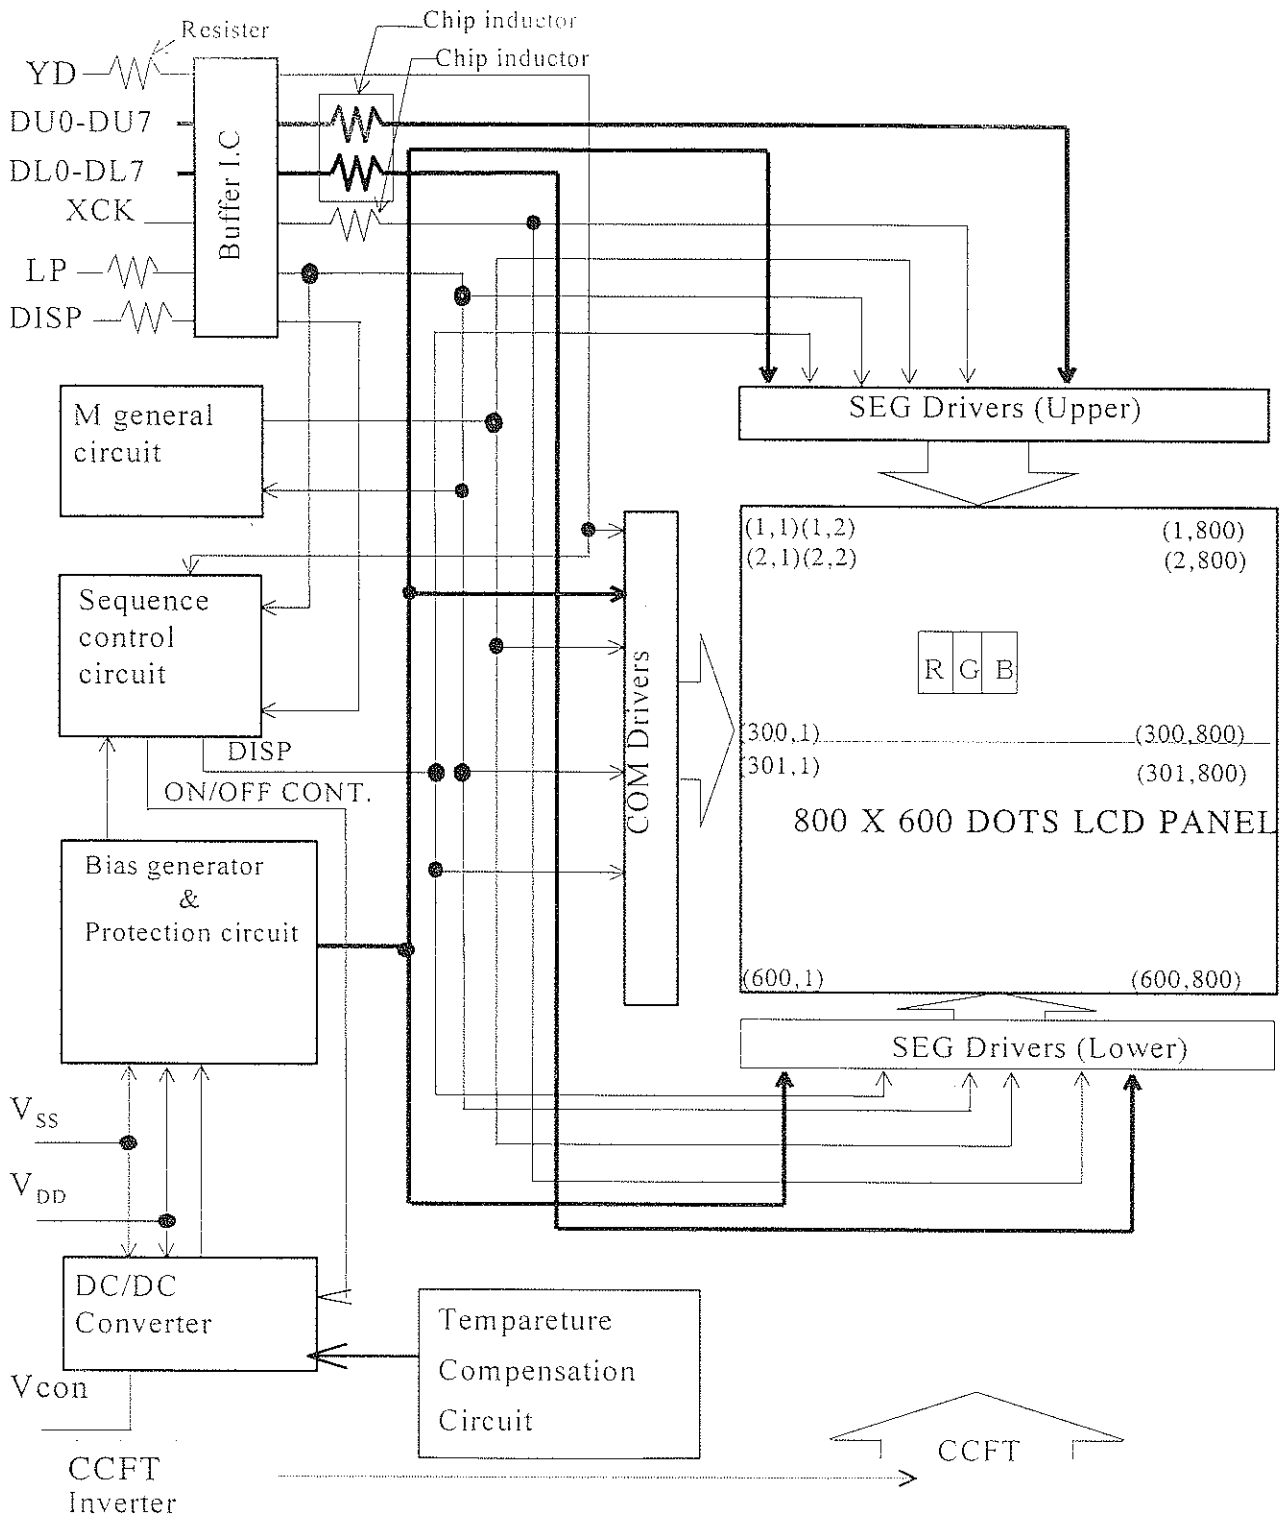 Resister
Chip inductor
Chip inductor
YD
DU0-DU7
DL0-DL7
XCK
LP
DISP
Buffer I.C
M general
circuit
Sequence
control
circuit
DISP
ON/OFF CONT.
Bias generator
&
Protection circuit
VSS
VDD
DC/DC
Converter
Vcon
CCFT
Inverter
Tempareture
Compensation
Circuit
COM Drivers
SEG Drivers (Upper)
(1,1)(1,2) (1,800)
(2,1)(2,2) (2,800)
R G B
(300,1) (300,800)
(301,1) (301,800)
800 X 600 DOTS LCD PANEL
(600,1) (600,800)
SEG Drivers (Lower)
CCFT